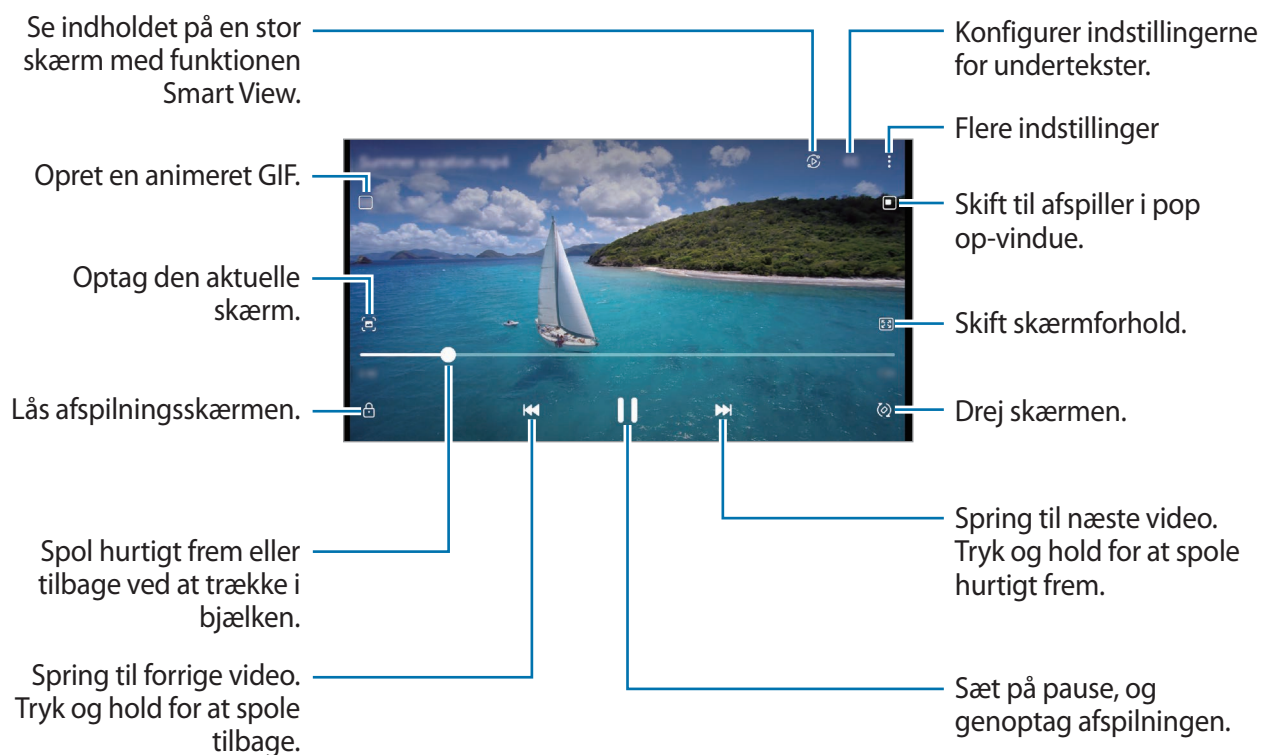 Se indholdet på en stor
skærm med funktionen
Smart View.
Konfigurer indstillingerne
for undertekster.
Flere indstillinger
Opret en animeret GIF.
Skift til afspiller i pop
op-vindue.
Optag den aktuelle
skærm.
Skift skærmforhold.
Lås afspilningsskærmen.
Drej skærmen.
Spol hurtigt frem eller
tilbage ved at trække i
bjælken.
Spring til næste video.
Tryk og hold for at spole
hurtigt frem.
Spring til forrige video.
Tryk og hold for at spole
tilbage.
Sæt på pause, og
genoptag afspilningen.